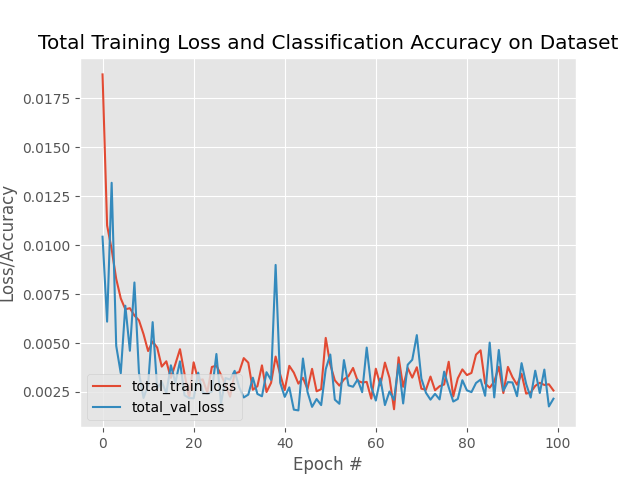 Total Training Loss and Classification Accuracy on Dataset
Loss/Accuracy
0.0175
0.0150
0.0125
0.0100
0.0075
0.0050
0.0025
total_train_loss
total_val_loss
0 20 40 60 80 100
Epoch #